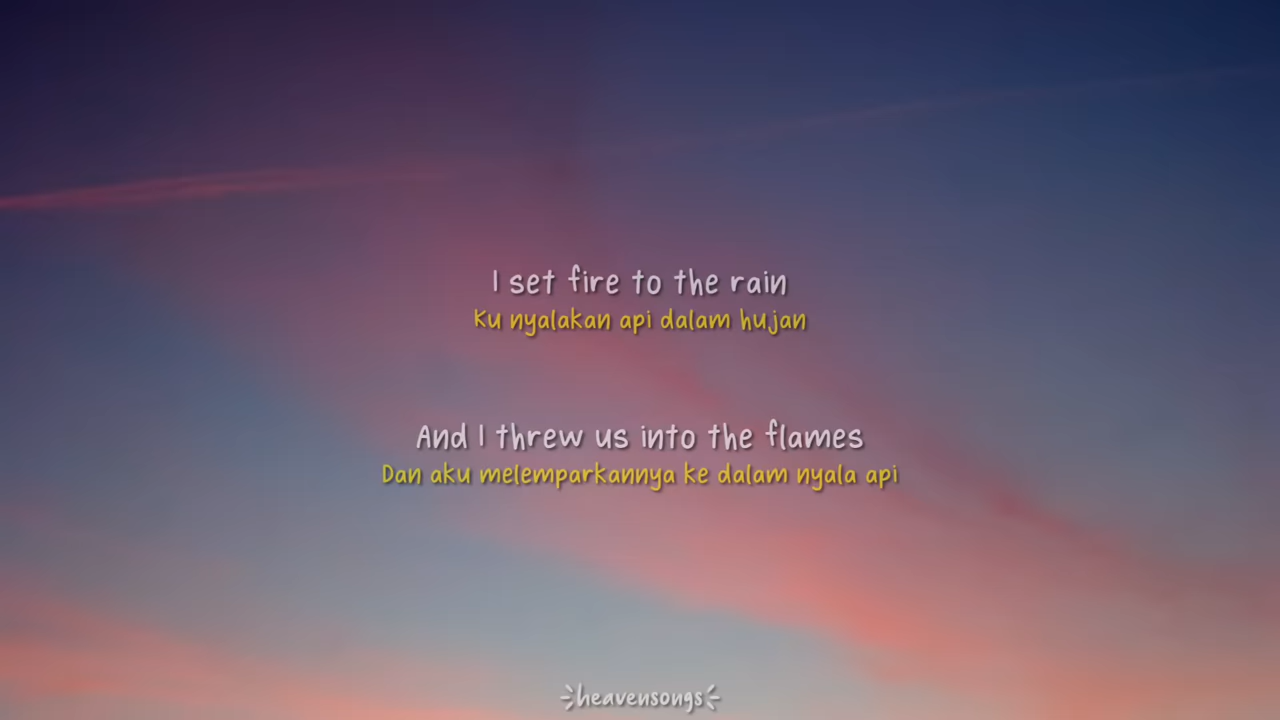 I set fire to the rain
Ku nyalakan api dalam hujan
And I threw us into the flames
Dan aku melemparkannya ke dalam nyala api
heavensongs